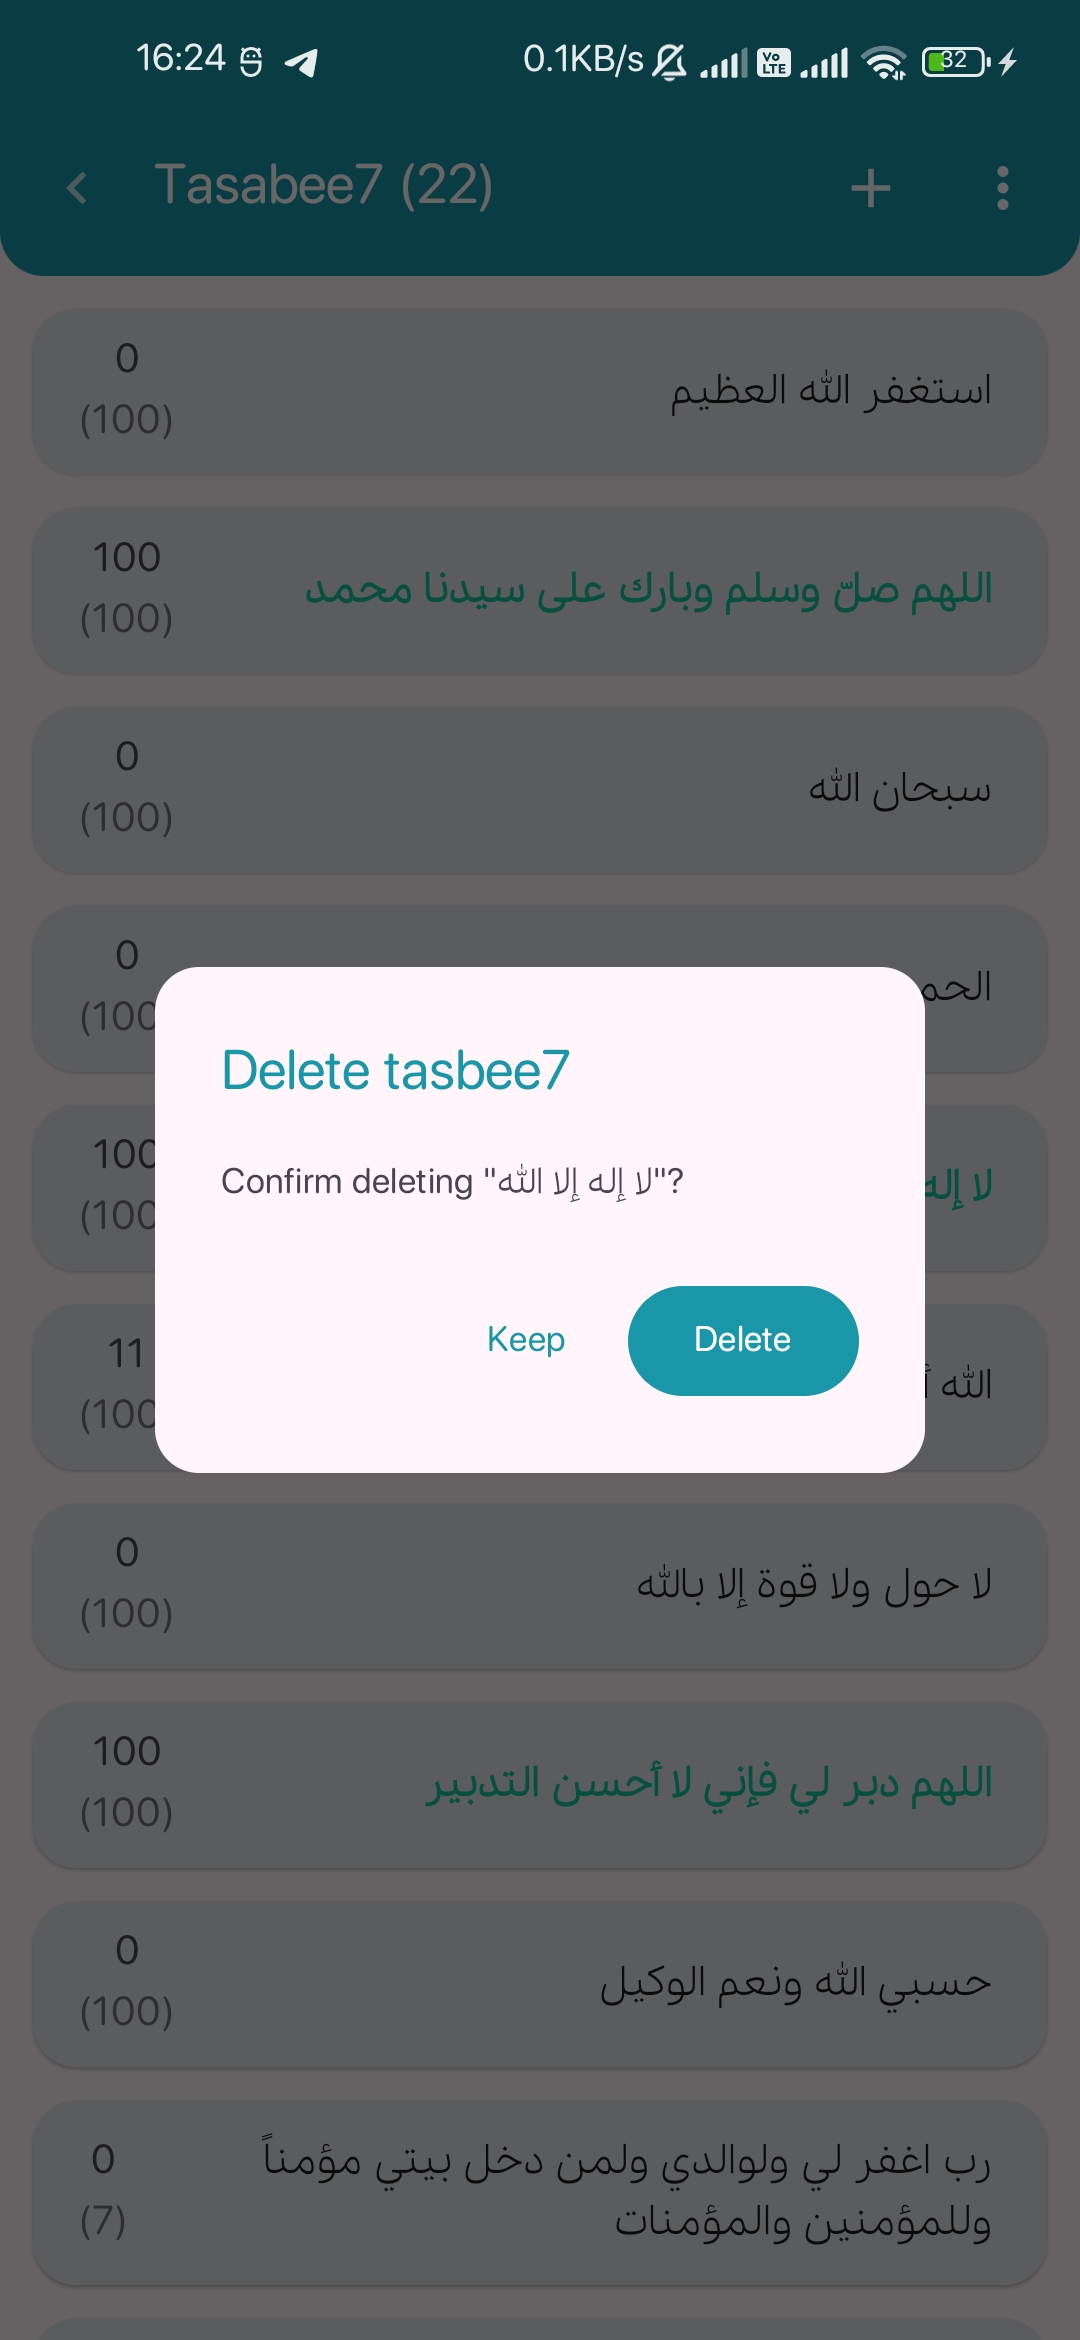 16:24
0.1KB/s
Vo LTE
32
Tasabee7 (22)
0
(100)
استغفر الله العظيم
100
(100)
اللهم صلّ وسلم وبارك على سيدنا محمد
0
(100)
سبحان الله
0
(100
الحم
Delete tasbee7
100
(100
لا إله
Confirm deleting "لا إله إلا الله"?
Keep
Delete
11
(100
الله أ
0
(100)
لا حول ولا قوة إلا بالله
100
(100)
اللهم دبر لي فإني لا أحسن التدبير
0
(100)
حسبي الله ونعم الوكيل
0
(7)
رب اغفر لي ولوالدي ولمن دخل بيتي مؤمناً
وللمؤمنين والمؤمنات